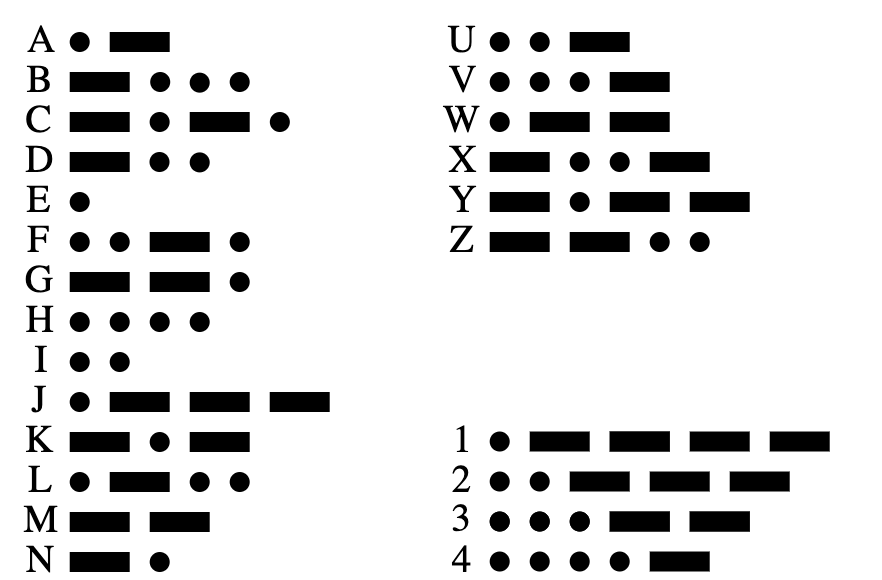 A ● ▬
B ▬ ● ● ●
C ▬ ● ▬ ●
D ▬ ● ●
E ●
F ● ● ▬ ●
G ▬ ▬ ●
H ● ● ● ●
I ● ●
J ● ▬ ▬ ▬
K ▬ ● ▬
L ● ▬ ● ●
M ▬ ▬
N ▬ ●
U ● ● ▬
V ● ● ● ▬
W ● ▬ ▬
X ▬ ● ● ▬
Y ▬ ● ▬ ▬
Z ▬ ▬ ● ●
1 ● ▬ ▬ ▬ ▬
2 ● ● ▬ ▬ ▬
3 ● ● ● ▬ ▬
4 ● ● ● ● ▬